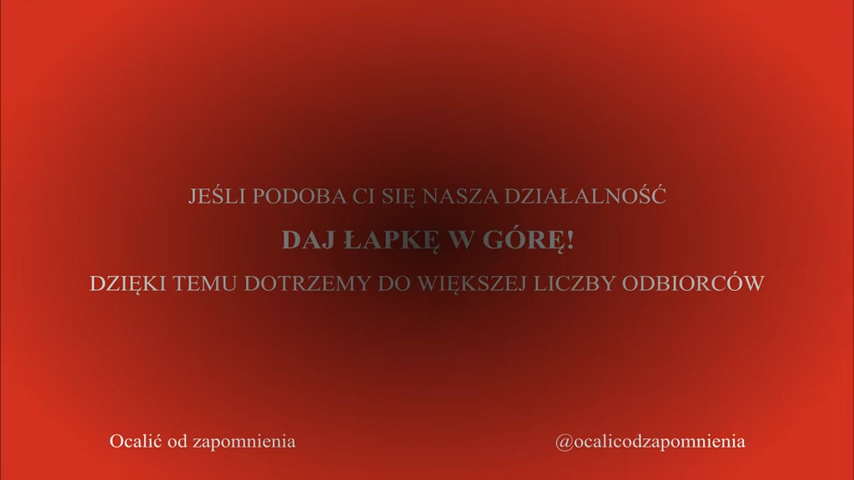 JEŚLI PODOBA CI SIĘ NASZA DZIAŁALNOŚĆ
DAJ ŁAPKĘ W GÓRĘ!
DZIĘKI TEMU DOTRZEMY DO WIĘKSZEJ LICZBY ODBIORCÓW
Ocalić od zapomnienia
@ocalicodzapomnienia